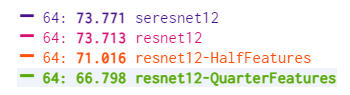 64: 73.771 seresnet12
64: 73.713 resnet12
64: 71.016 resnet12-HalfFeatures
64: 66.798 resnet12-QuarterFeatures